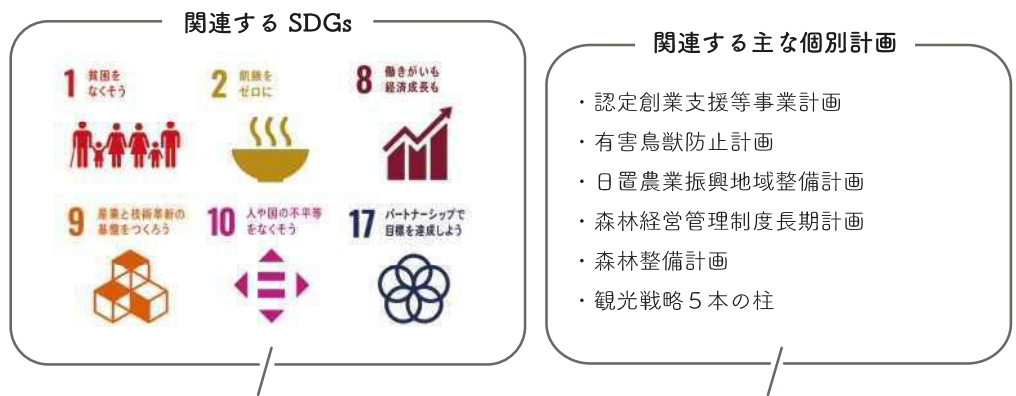 関連する SDGs
1 貧困を
なくそう
2 飢餓を
ゼロに
8 働きがいも
経済成長も
9 産業と技術革新の
基盤をつくろう
10 人や国の不平等
をなくそう
17 パートナーシップで
目標を達成しよう
関連する主な個別計画
・認定創業支援等事業計画
・有害鳥獣防止計画
・日置農業振興地域整備計画
・森林経営管理制度長期計画
・森林整備計画
・観光戦略５本の柱